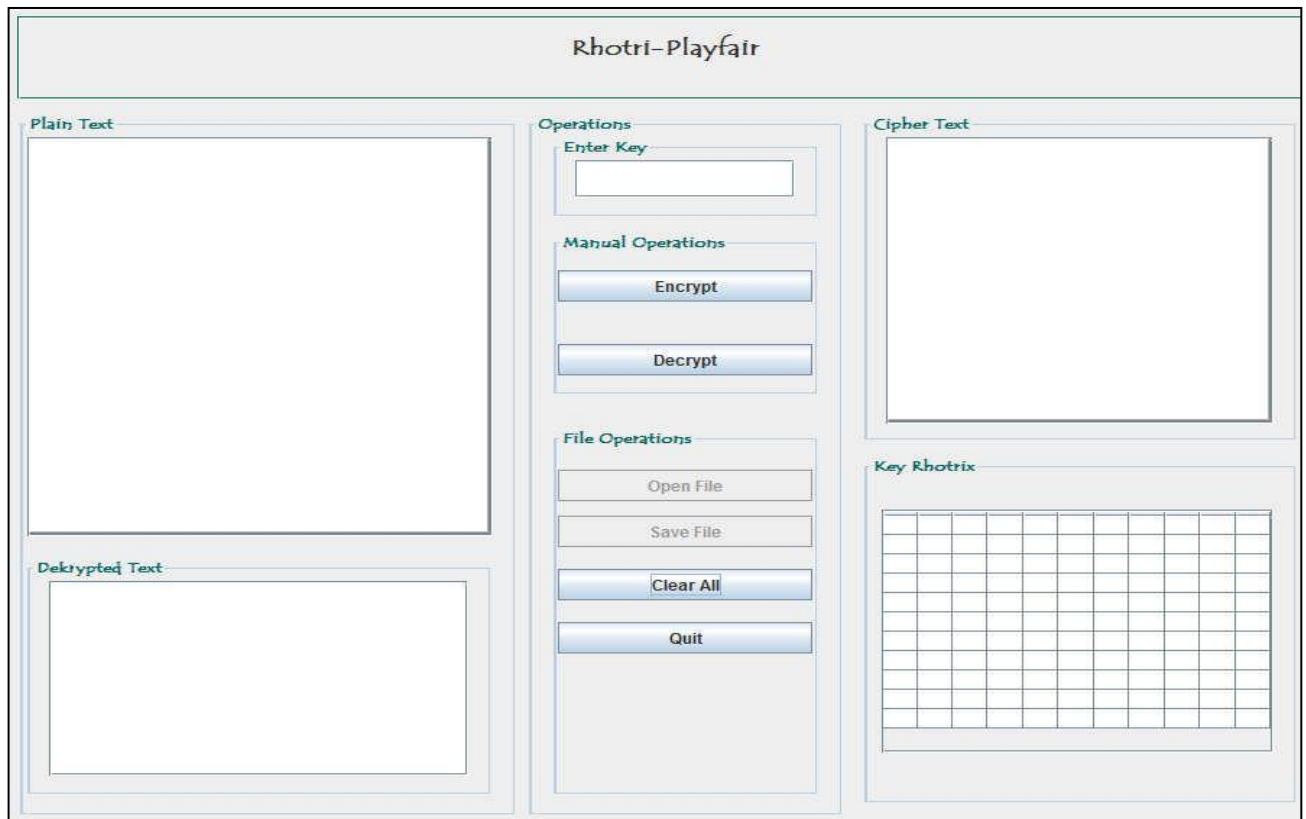 Rhotri-Playfair
Plain Text
Dekrypted Text
Operations
Enter Key
Manual Operations
Encrypt
Decrypt
File Operations
Open File
Save File
Clear All
Quit
Cipher Text
Key Rhotrix